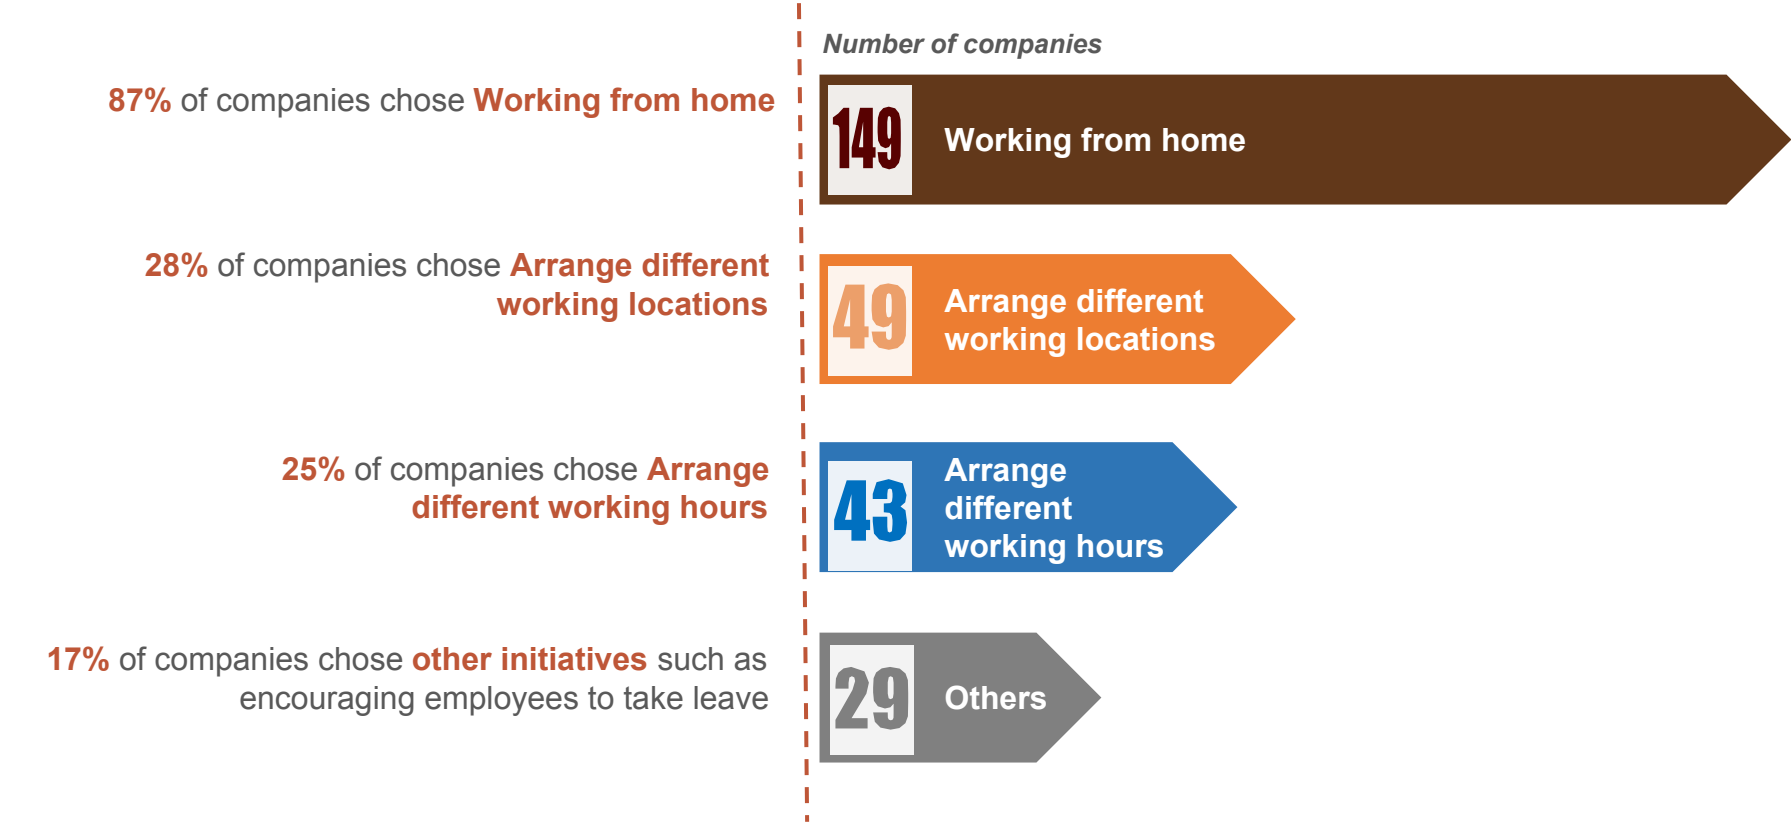 Number of companies
87% of companies chose Working from home
149
Working from home
28% of companies chose Arrange different
working locations
49
Arrange different
working locations
25% of companies chose Arrange
different working hours
43
Arrange
different
working hours
17% of companies chose other initiatives such as
encouraging employees to take leave
29
Others